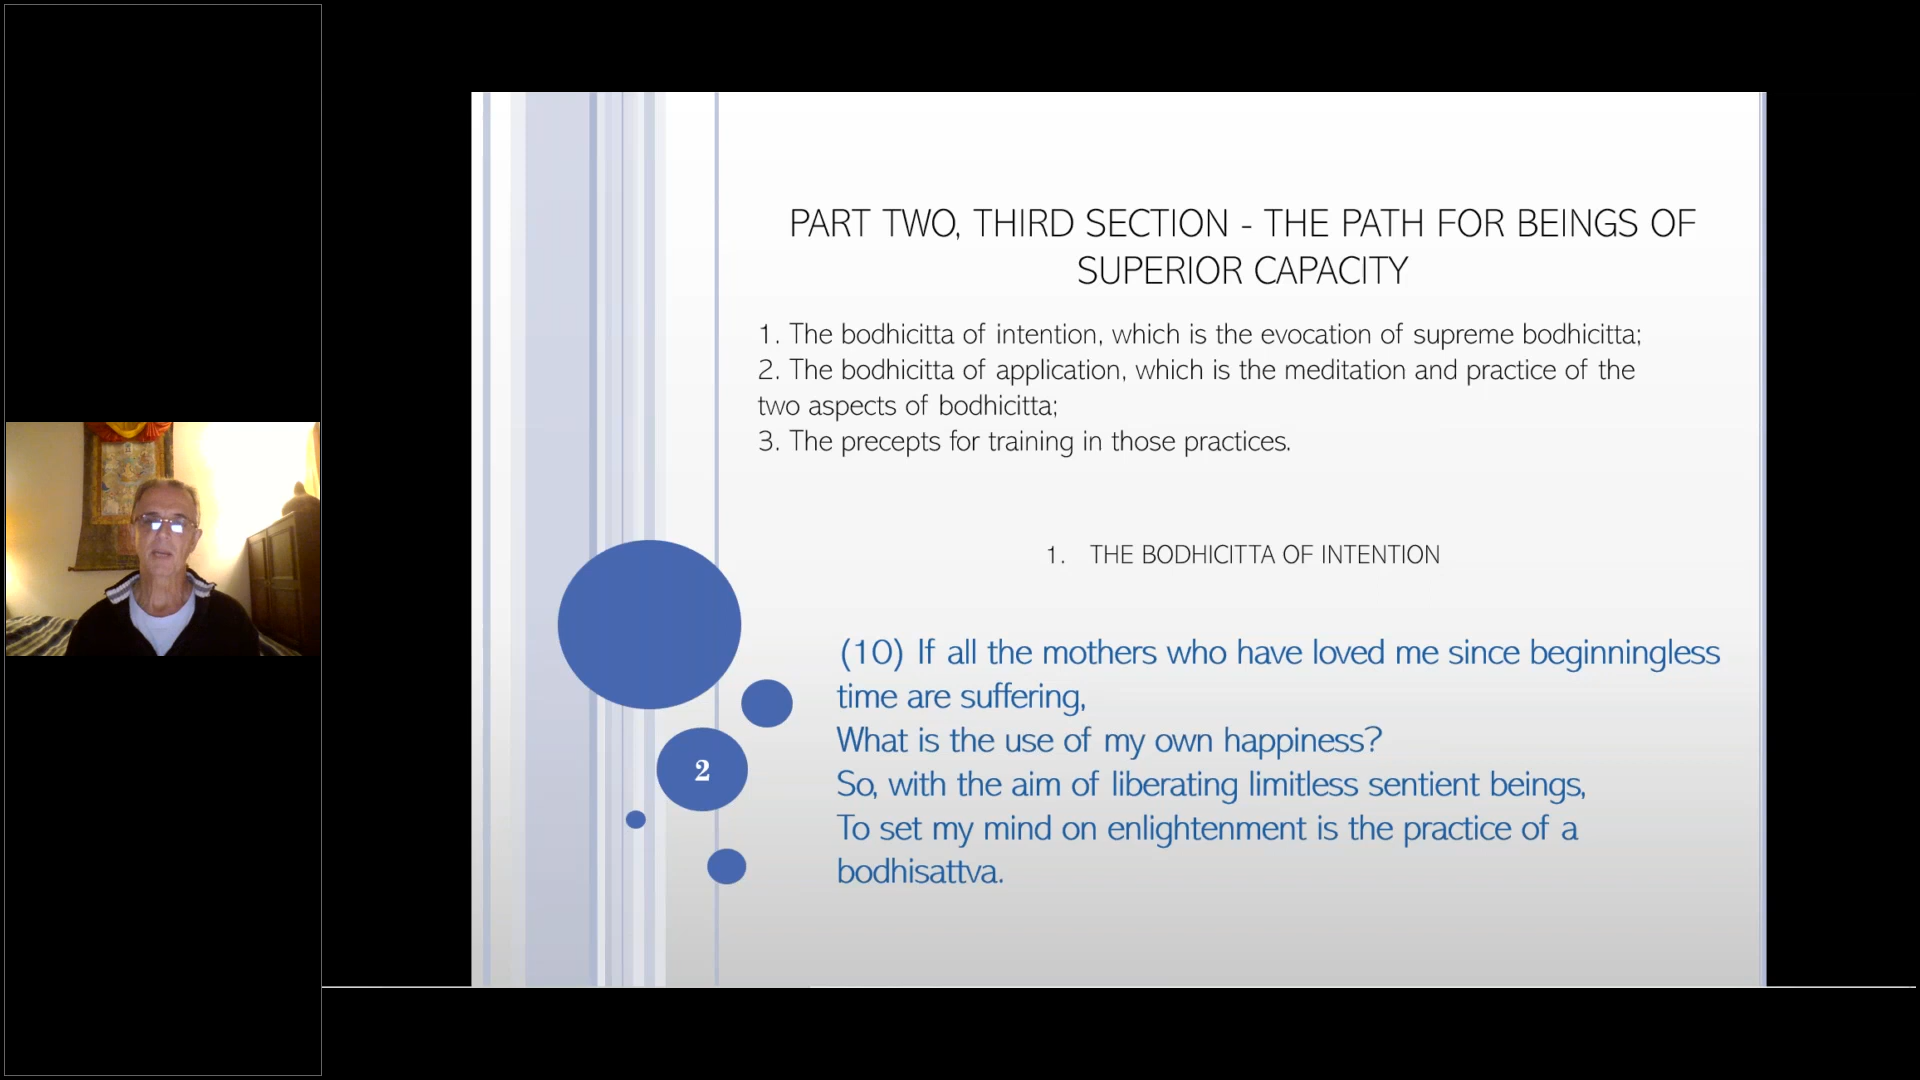 PART TWO, THIRD SECTION - THE PATH FOR BEINGS OF
SUPERIOR CAPACITY
1. The bodhicitta of intention, which is the evocation of supreme bodhicitta;
2. The bodhicitta of application, which is the meditation and practice of the
two aspects of bodhicitta;
3. The precepts for training in those practices.
1. THE BODHICITTA OF INTENTION
(10) If all the mothers who have loved me since beginningless
time are suffering,
What is the use of my own happiness?
So, with the aim of liberating limitless sentient beings,
To set my mind on enlightenment is the practice of a
bodhisattva.
2